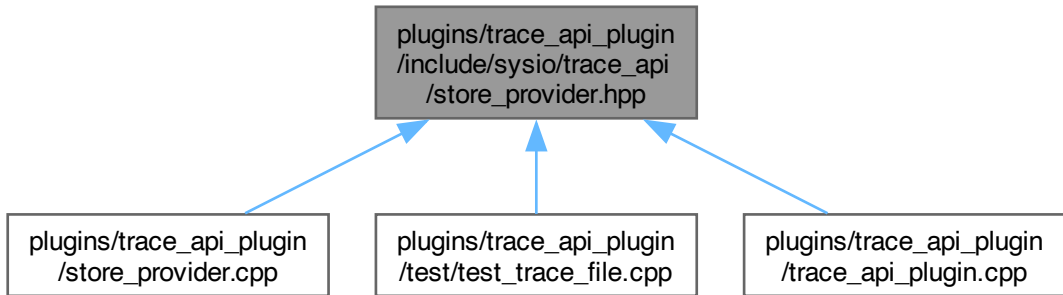 plugins/trace_api_plugin
/include/sysio/trace_api
/store_provider.hpp
plugins/trace_api_plugin
/store_provider.cpp
plugins/trace_api_plugin
/test/test_trace_file.cpp
plugins/trace_api_plugin
/trace_api_plugin.cpp